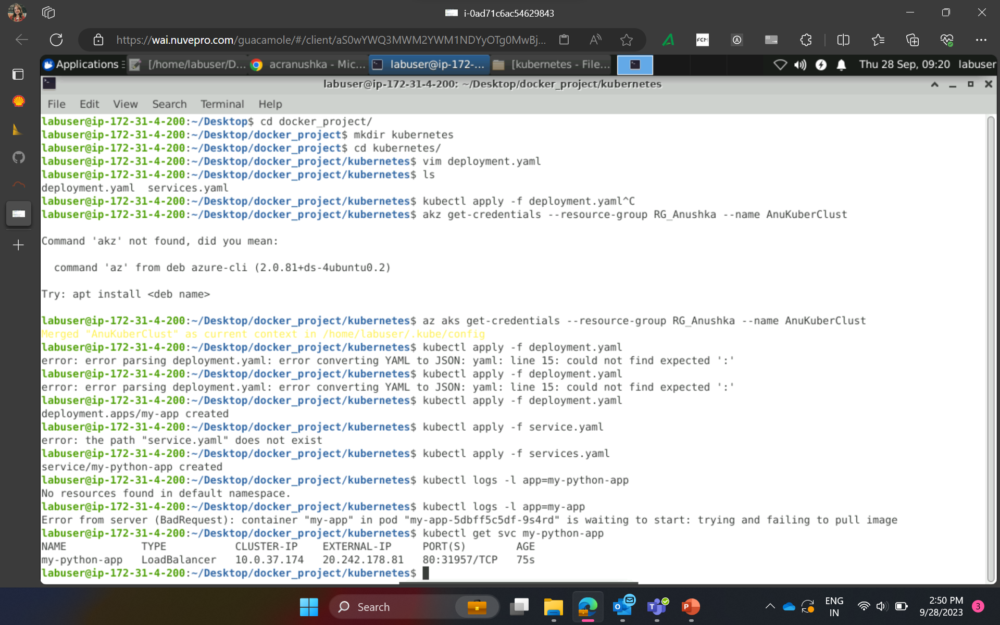 i-0ad71c6ac54629843
https://wai.nuvepro.com/guacamole/#/client/aS0wYWQ3MWM2YWM1NDYyOTg0MwBj...
FCM
Applications [/home/labuser/D... acranushka - Mic... labuser@ip-172-... [kubernetes - File... Thu 28 Sep, 09:20 labuser
labuser@ip-172-31-4-200: ~/Desktop/docker_project/kubernetes
File Edit View Search Terminal Help
labuser@ip-172-31-4-200:~/Desktop$ cd docker_project/
labuser@ip-172-31-4-200:~/Desktop/docker_project$ mkdir kubernetes
labuser@ip-172-31-4-200:~/Desktop/docker_project$ cd kubernetes/
labuser@ip-172-31-4-200:~/Desktop/docker_project/kubernetes$ vim deployment.yaml
labuser@ip-172-31-4-200:~/Desktop/docker_project/kubernetes$ ls
deployment.yaml  services.yaml
labuser@ip-172-31-4-200:~/Desktop/docker_project/kubernetes$ kubectl apply -f deployment.yaml^C
labuser@ip-172-31-4-200:~/Desktop/docker_project/kubernetes$ akz get-credentials --resource-group RG_Anushka --name AnuKuberClust
Command 'akz' not found, did you mean:
command 'az' from deb azure-cli (2.0.81+ds-4ubuntu0.2)
Try: apt install <deb name>
labuser@ip-172-31-4-200:~/Desktop/docker_project/kubernetes$ az aks get-credentials --resource-group RG_Anushka --name AnuKuberClust
Merged "AnuKuberClust" as current context in /home/labuser/.kube/config
labuser@ip-172-31-4-200:~/Desktop/docker_project/kubernetes$ kubectl apply -f deployment.yaml
error: error parsing deployment.yaml: error converting YAML to JSON: yaml: line 15: could not find expected ':'
labuser@ip-172-31-4-200:~/Desktop/docker_project/kubernetes$ kubectl apply -f deployment.yaml
error: error parsing deployment.yaml: error converting YAML to JSON: yaml: line 15: could not find expected ':'
labuser@ip-172-31-4-200:~/Desktop/docker_project/kubernetes$ kubectl apply -f deployment.yaml
deployment.apps/my-app created
labuser@ip-172-31-4-200:~/Desktop/docker_project/kubernetes$ kubectl apply -f service.yaml
error: the path "service.yaml" does not exist
labuser@ip-172-31-4-200:~/Desktop/docker_project/kubernetes$ kubectl apply -f services.yaml
service/my-python-app created
labuser@ip-172-31-4-200:~/Desktop/docker_project/kubernetes$ kubectl logs -l app=my-python-app
No resources found in default namespace.
labuser@ip-172-31-4-200:~/Desktop/docker_project/kubernetes$ kubectl logs -l app=my-app
Error from server (BadRequest): container "my-app" in pod "my-app-5dbff5c5df-9s4rd" is waiting to start: trying and failing to pull image
labuser@ip-172-31-4-200:~/Desktop/docker_project/kubernetes$ kubectl get svc my-python-app
NAME            TYPE           CLUSTER-IP    EXTERNAL-IP     PORT(S)        AGE
my-python-app   LoadBalancer   10.0.37.174   20.242.178.81   80:31957/TCP   75s
labuser@ip-172-31-4-200:~/Desktop/docker_project/kubernetes$
Search
ENG
IN
2:50 PM
9/28/2023
3